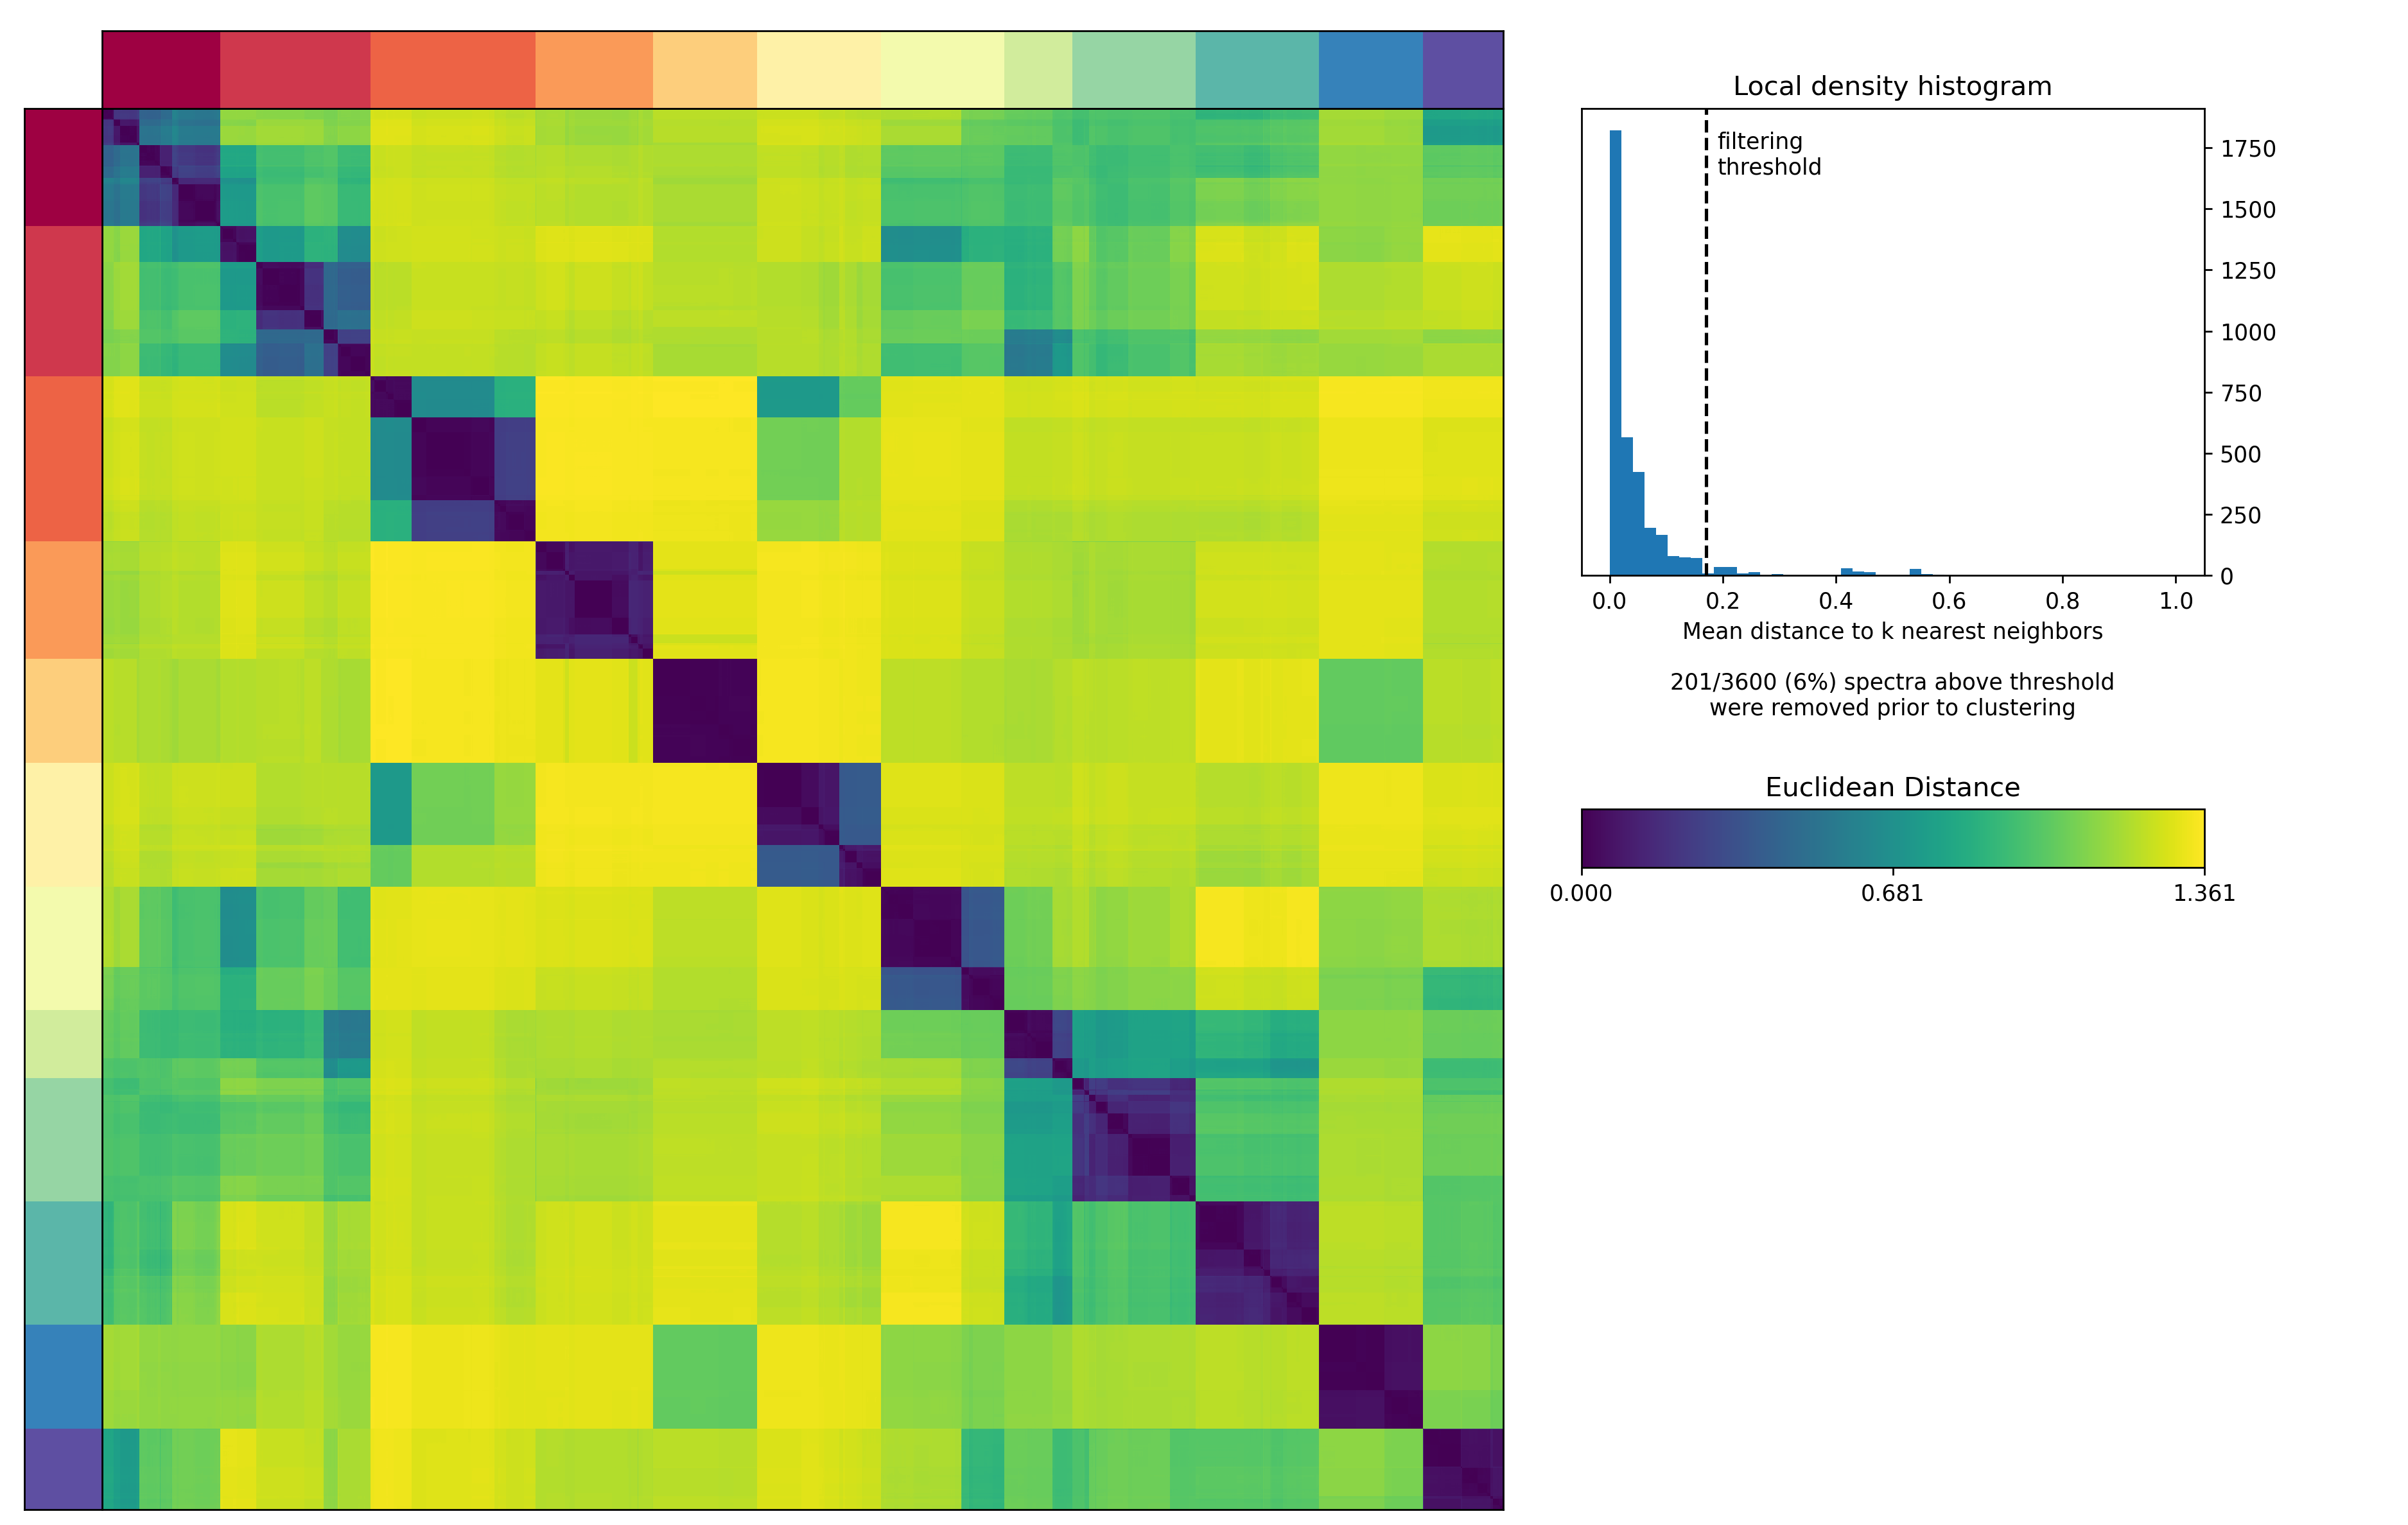 Local density histogram
filtering
threshold
1750
1500
1250
1000
750
500
250
0
0.0 0.2 0.4 0.6 0.8 1.0
Mean distance to k nearest neighbors
201/3600 (6%) spectra above threshold
were removed prior to clustering
Euclidean Distance
0.000 0.681 1.361